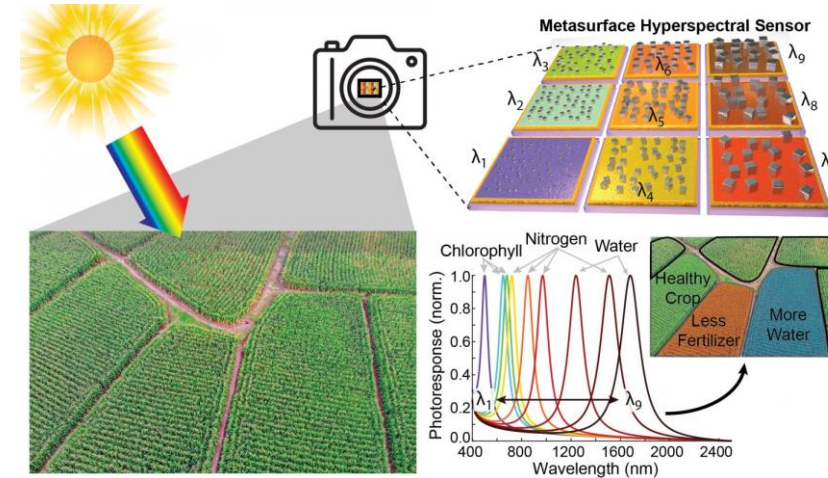 Metasurface Hyperspectral Sensor
λ3
λ6
λ9
λ2
λ5
λ8
λ1
λ4
λ
Chlorophyll
Nitrogen
Water
Photoresponse (norm.)
1.0
0.8
0.6
0.4
0.2
0.0
λ1
λ9
400
800
1200
1600
2000
2400
Wavelength (nm)
Healthy
Crop
Less
Fertilizer
More
Water